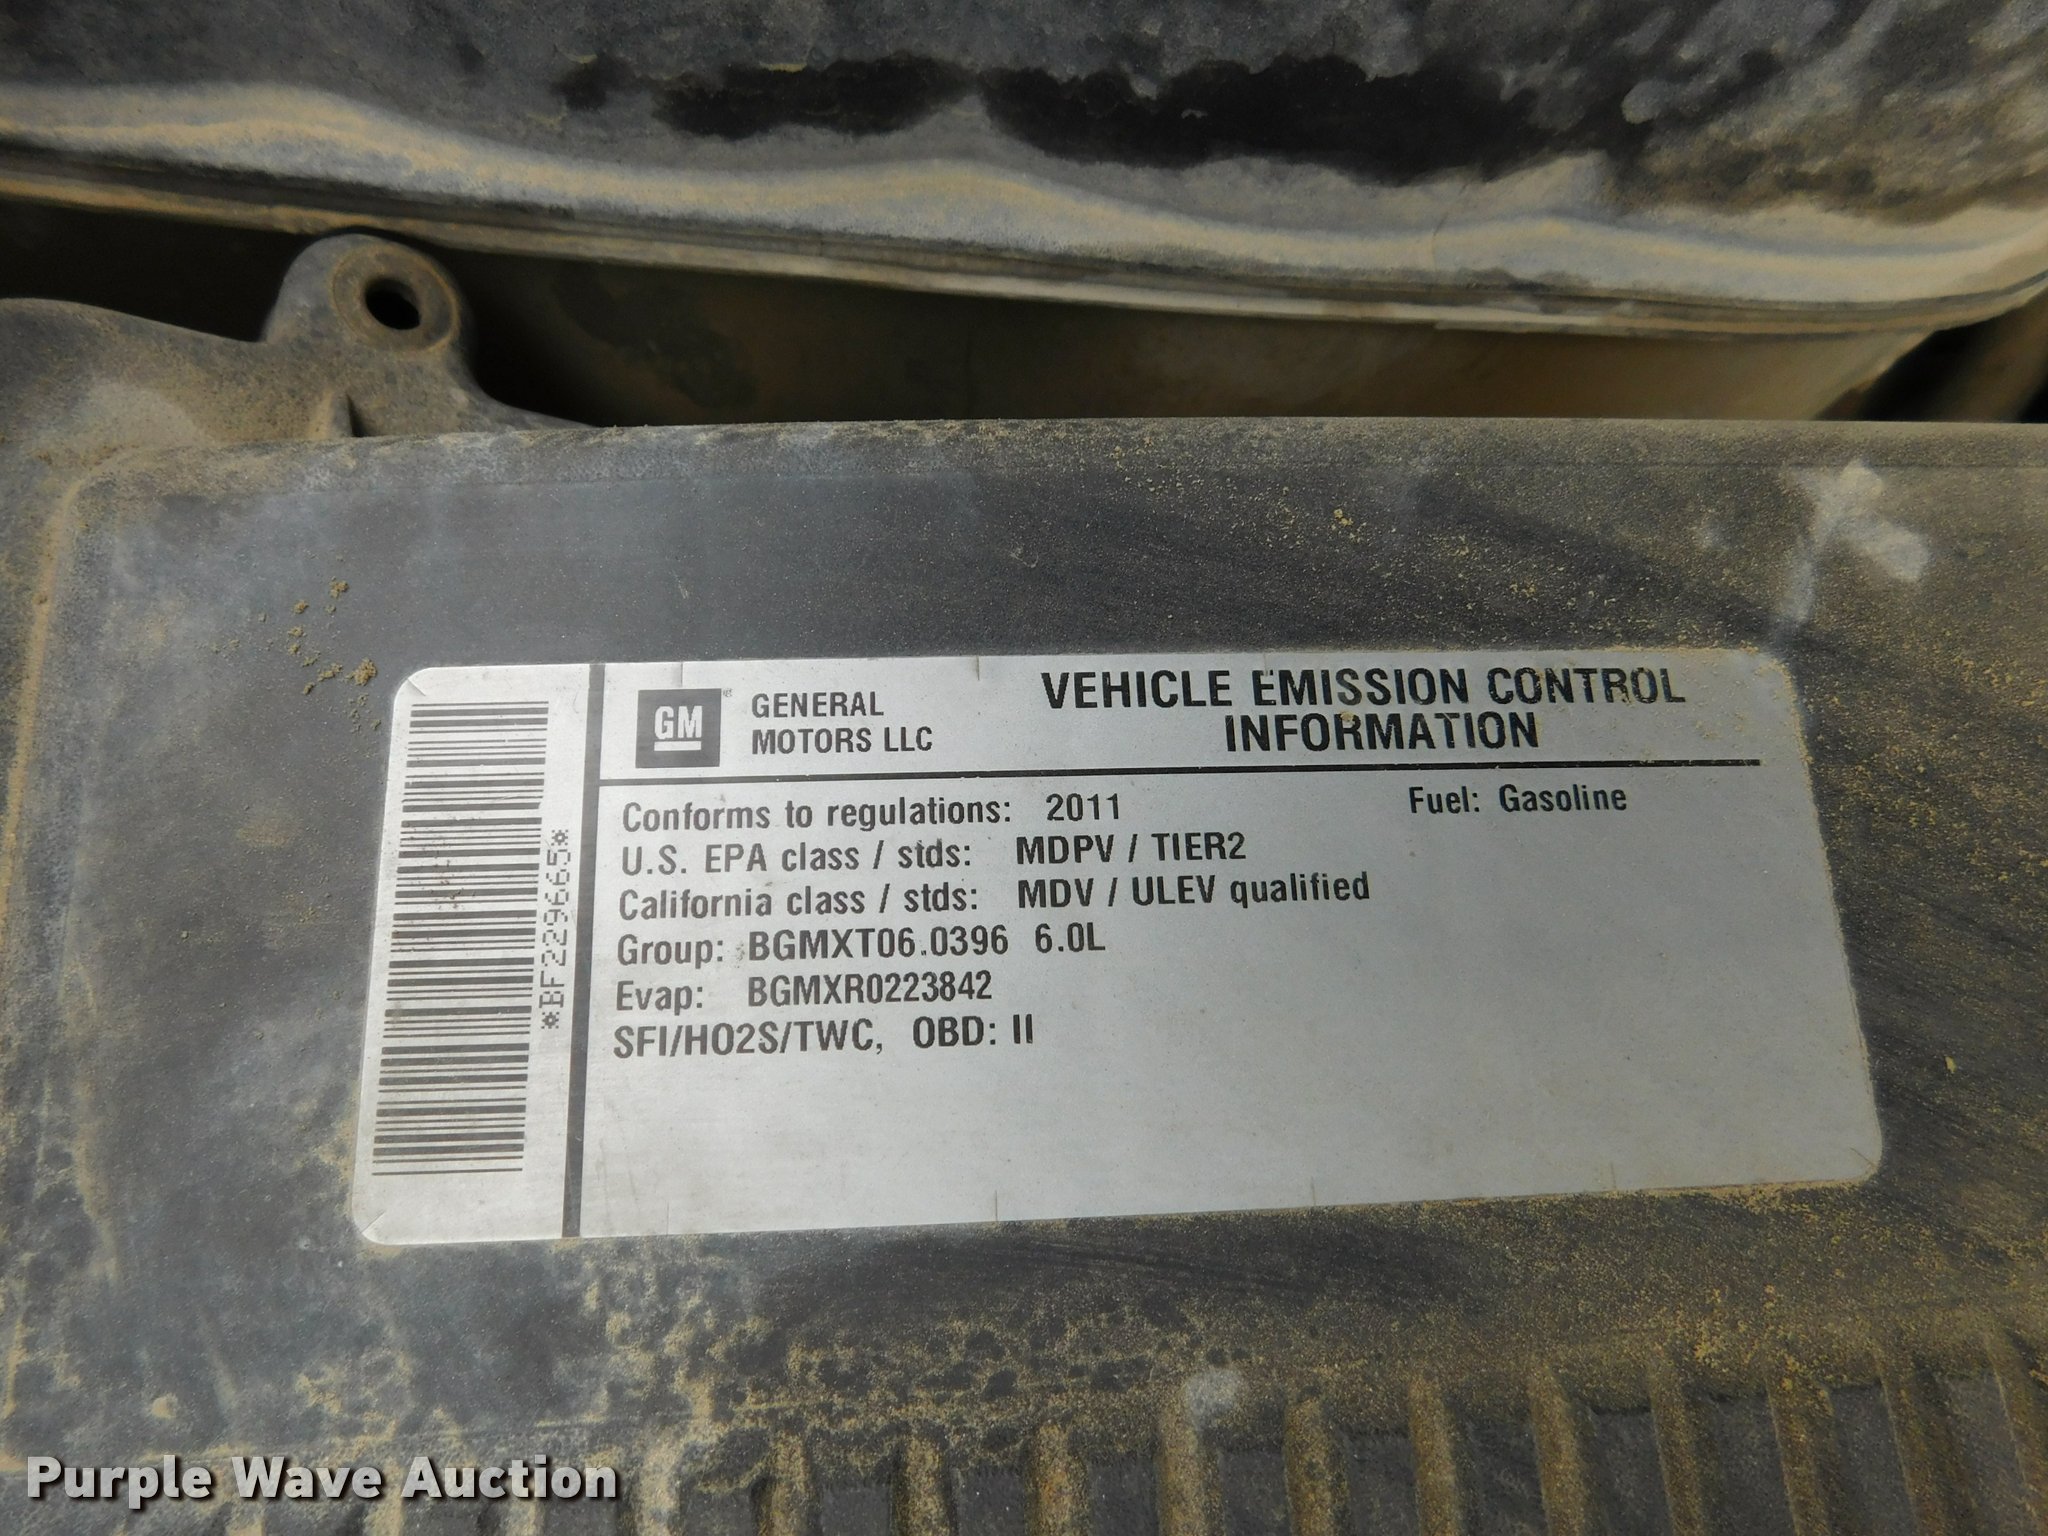 *BF229665*
GM®
GENERAL
MOTORS LLC
VEHICLE EMISSION CONTROL
INFORMATION
Conforms to regulations: 2011
Fuel: Gasoline
U.S. EPA class / stds: MDPV / TIER2
California class / stds: MDV / ULEV qualified
Group: BGMXT06.0396 6.0L
Evap: BGMXR0223842
SFI/HO2S/TWC, OBD: II
Purple Wave Auction